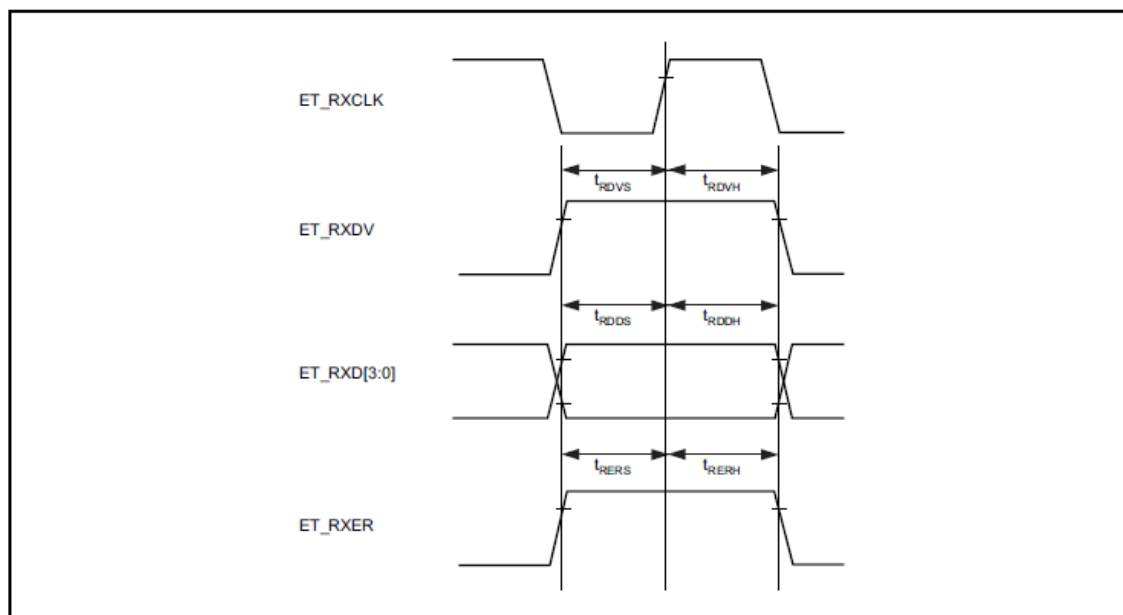 ET_RXCLK
tRDVS tRDVH
ET_RXDV
tRDDS tRDDH
ET_RXD[3:0]
tRERS tRERH
ET_RXER